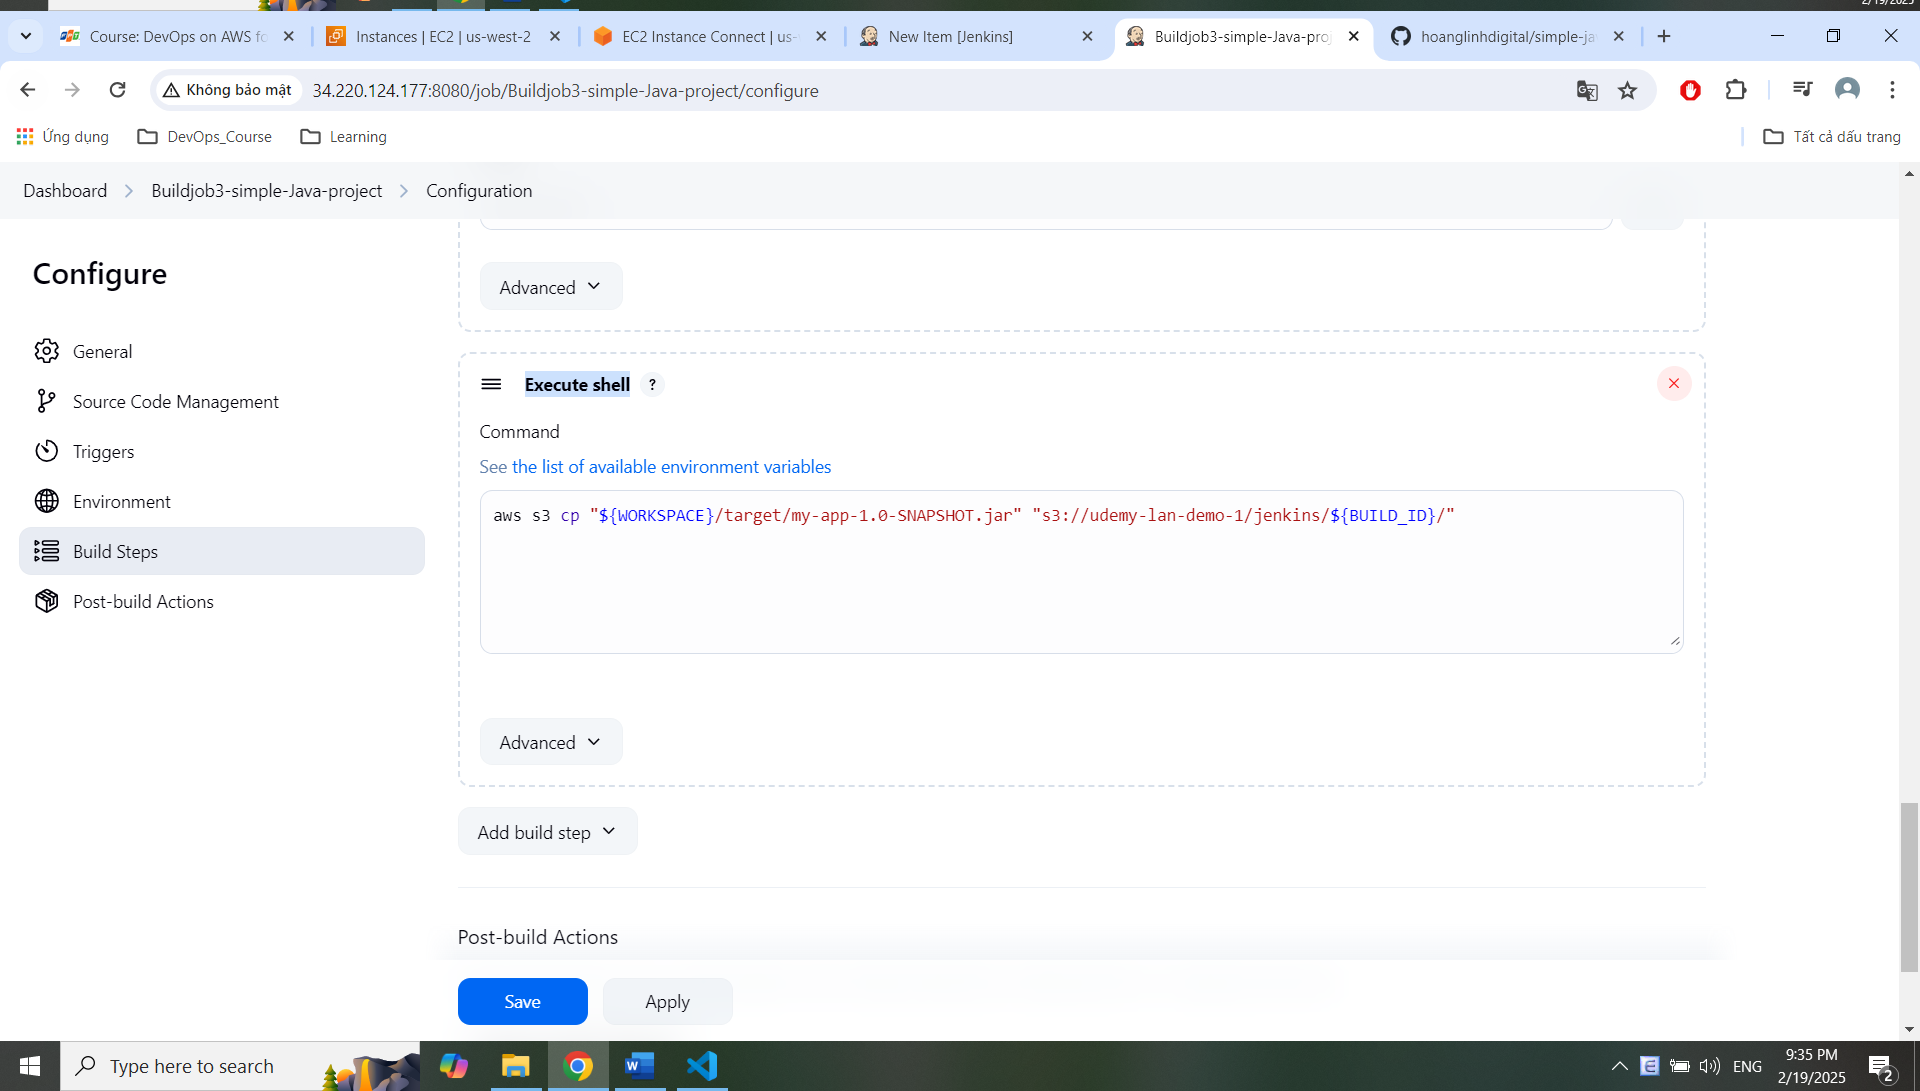 2/19/2025
Course: DevOps on AWS fo
Instances | EC2 | us-west-2
EC2 Instance Connect | us-
New Item [Jenkins]
Buildjob3-simple-Java-proj
hoanglinhdigital/simple-ja
Không bảo mật
34.220.124.177:8080/job/Buildjob3-simple-Java-project/configure
Ứng dụng
DevOps_Course
Learning
Tất cả dấu trang
Dashboard
Buildjob3-simple-Java-project
Configuration
Configure
Advanced
General
Execute shell ?
Source Code Management
Command
Triggers
See the list of available environment variables
Environment
aws s3 cp "${WORKSPACE}/target/my-app-1.0-SNAPSHOT.jar" "s3://udemy-lan-demo-1/jenkins/${BUILD_ID}/"
Build Steps
Post-build Actions
Advanced
Add build step
Post-build Actions
Save
Apply
Type here to search
ENG
9:35 PM
2/19/2025
2